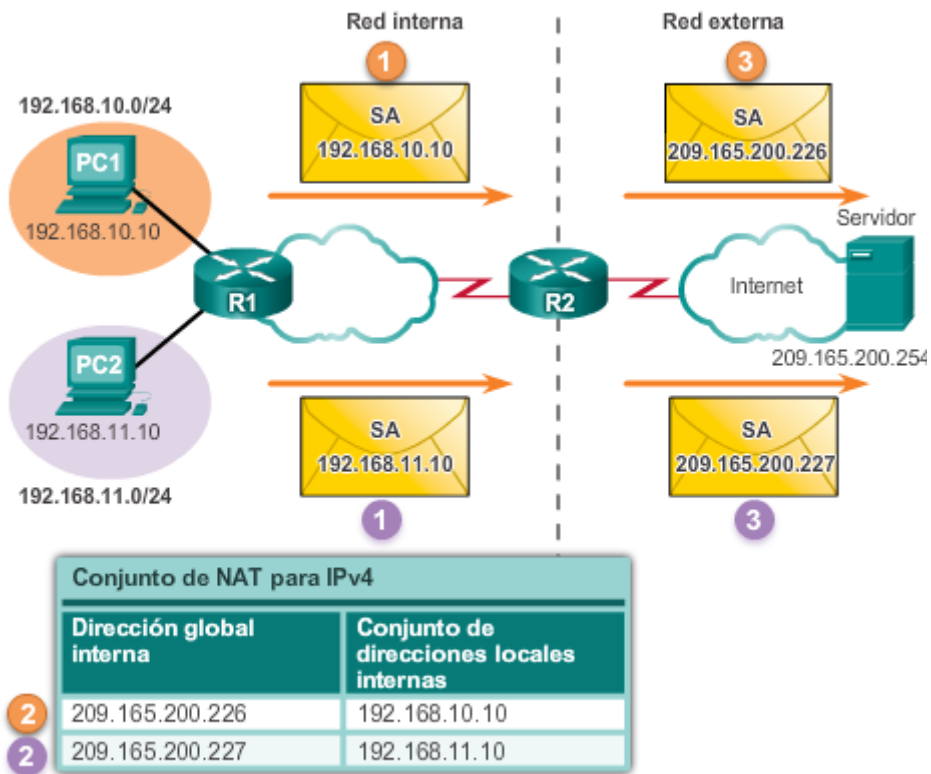 Red interna
Red externa
1
3
192.168.10.0/24
SA
192.168.10.10
SA
209.165.200.226
PC1
192.168.10.10
Servidor
R1
R2
Internet
PC2
209.165.200.254
192.168.11.10
SA
192.168.11.10
SA
209.165.200.227
192.168.11.0/24
1
3
Conjunto de NAT para IPv4
Dirección global
interna
Conjunto de
direcciones locales
internas
2
209.165.200.226
192.168.10.10
2
209.165.200.227
192.168.11.10